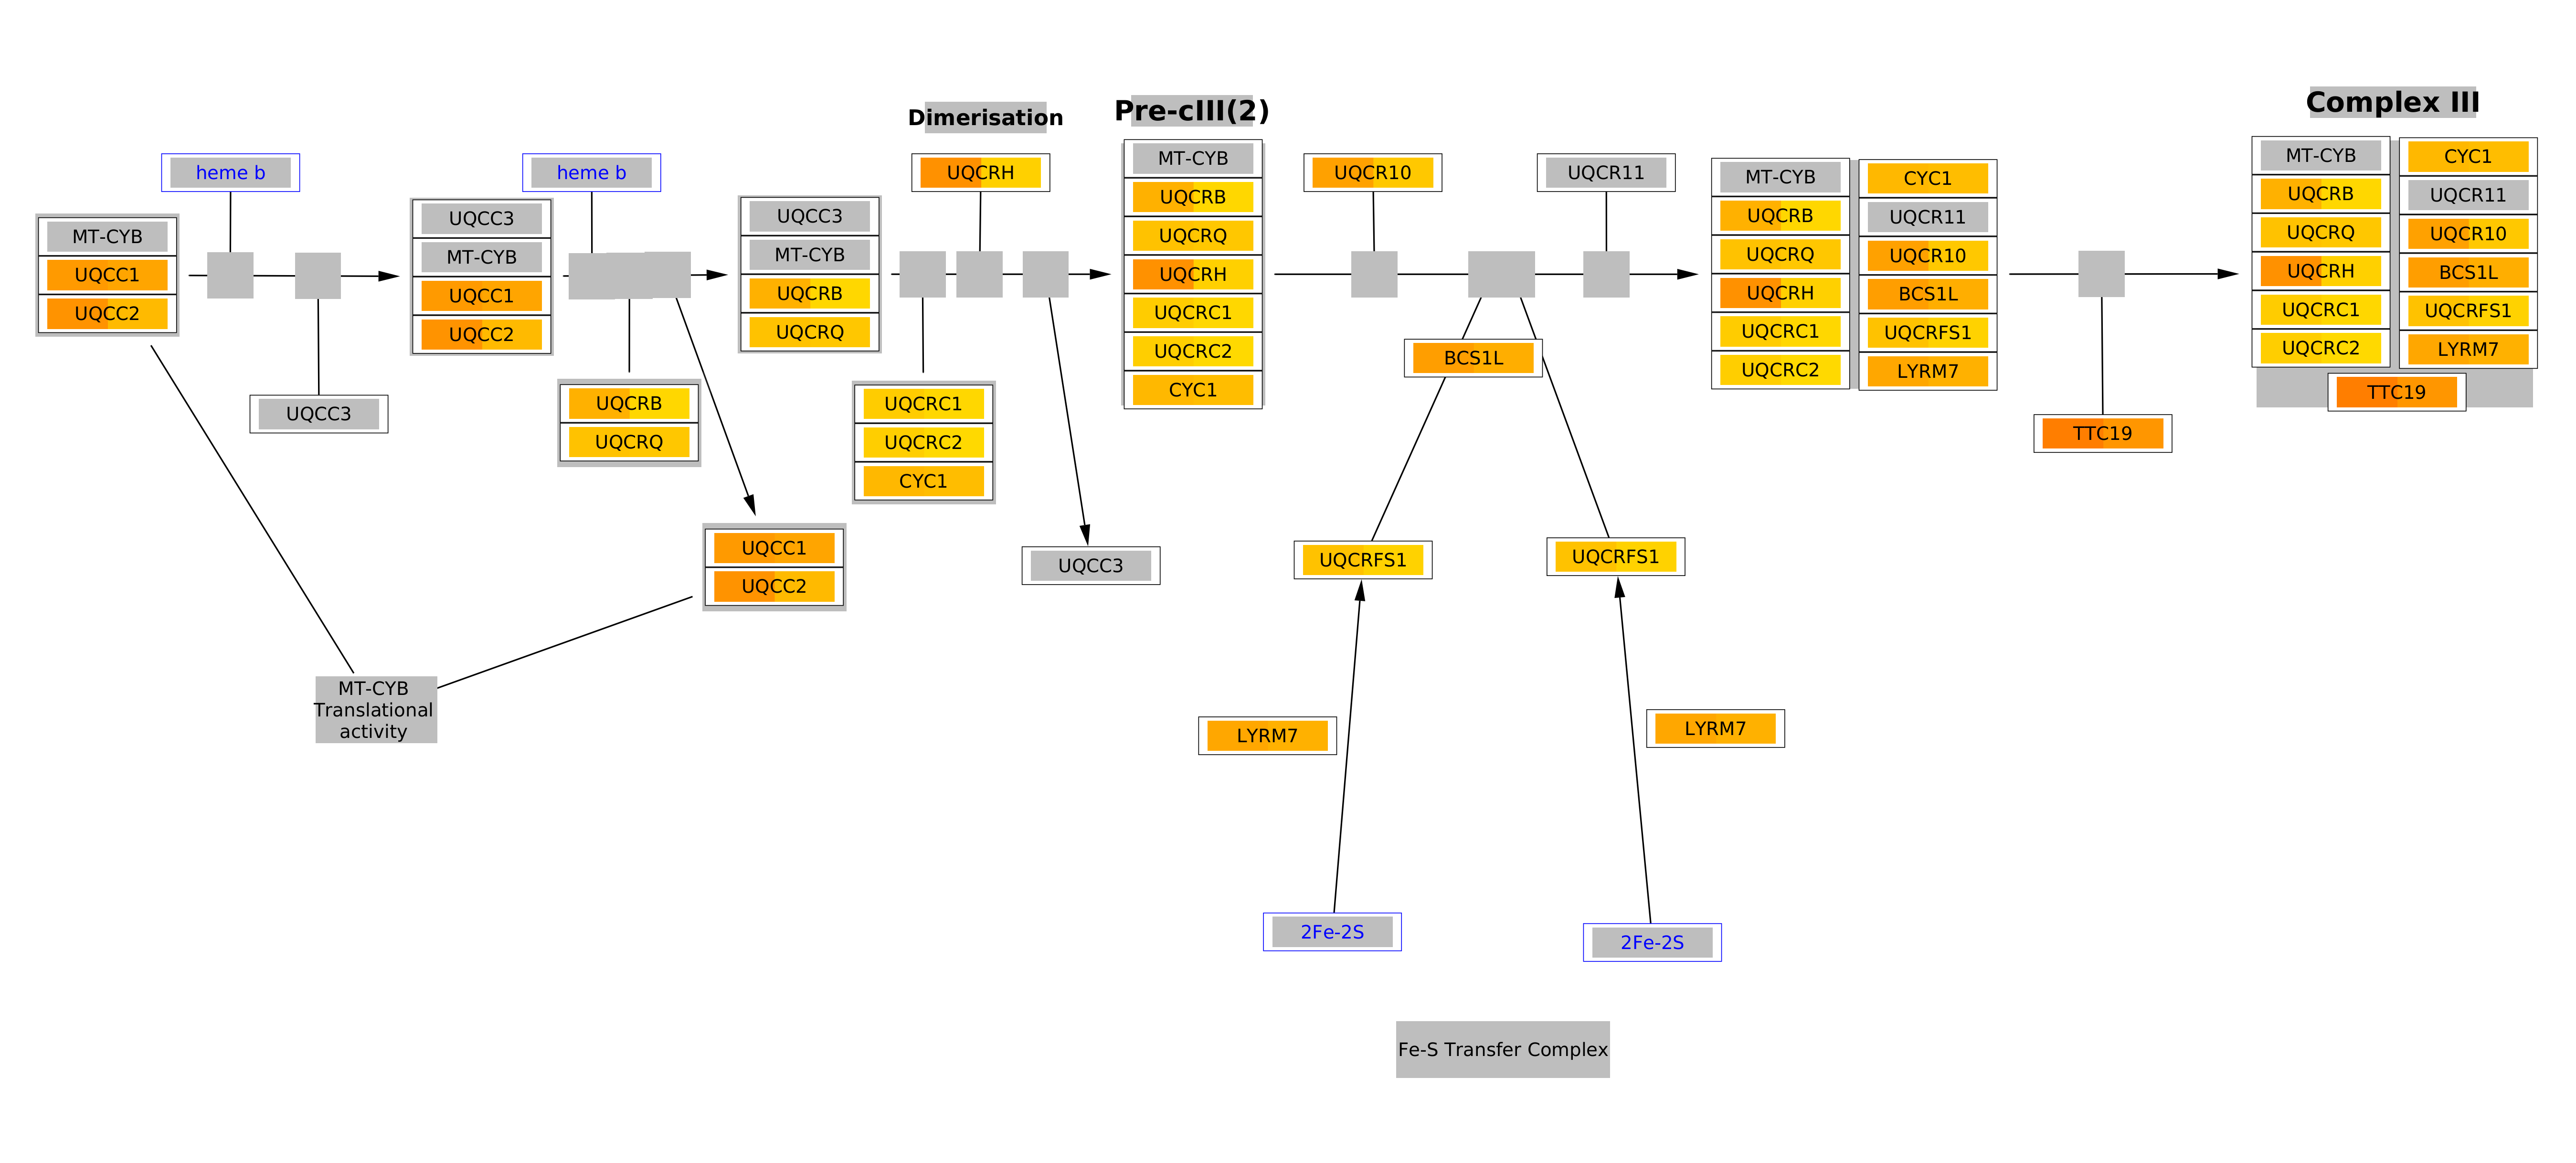 Dimerisation
Pre-cIII(2)
Complex III
heme b
MT-CYB
UQCC1
UQCC2
UQCC3
heme b
UQCC3
MT-CYB
UQCC1
UQCC2
UQCRB
UQCRQ
UQCC3
MT-CYB
UQCRB
UQCRQ
UQCC1
UQCC2
MT-CYB
Translational
activity
UQCRH
UQCRC1
UQCRC2
CYC1
UQCC3
MT-CYB
UQCRB
UQCRQ
UQCRH
UQCRC1
UQCRC2
CYC1
UQCR10
UQCR11
BCS1L
UQCRFS1
UQCRFS1
LYRM7
LYRM7
2Fe-2S
2Fe-2S
Fe-S Transfer Complex
MT-CYB
UQCRB
UQCRQ
UQCRH
UQCRC1
UQCRC2
CYC1
UQCR11
UQCR10
BCS1L
UQCRFS1
LYRM7
TTC19
MT-CYB
UQCRB
UQCRQ
UQCRH
UQCRC1
UQCRC2
CYC1
UQCR11
UQCR10
BCS1L
UQCRFS1
LYRM7
TTC19